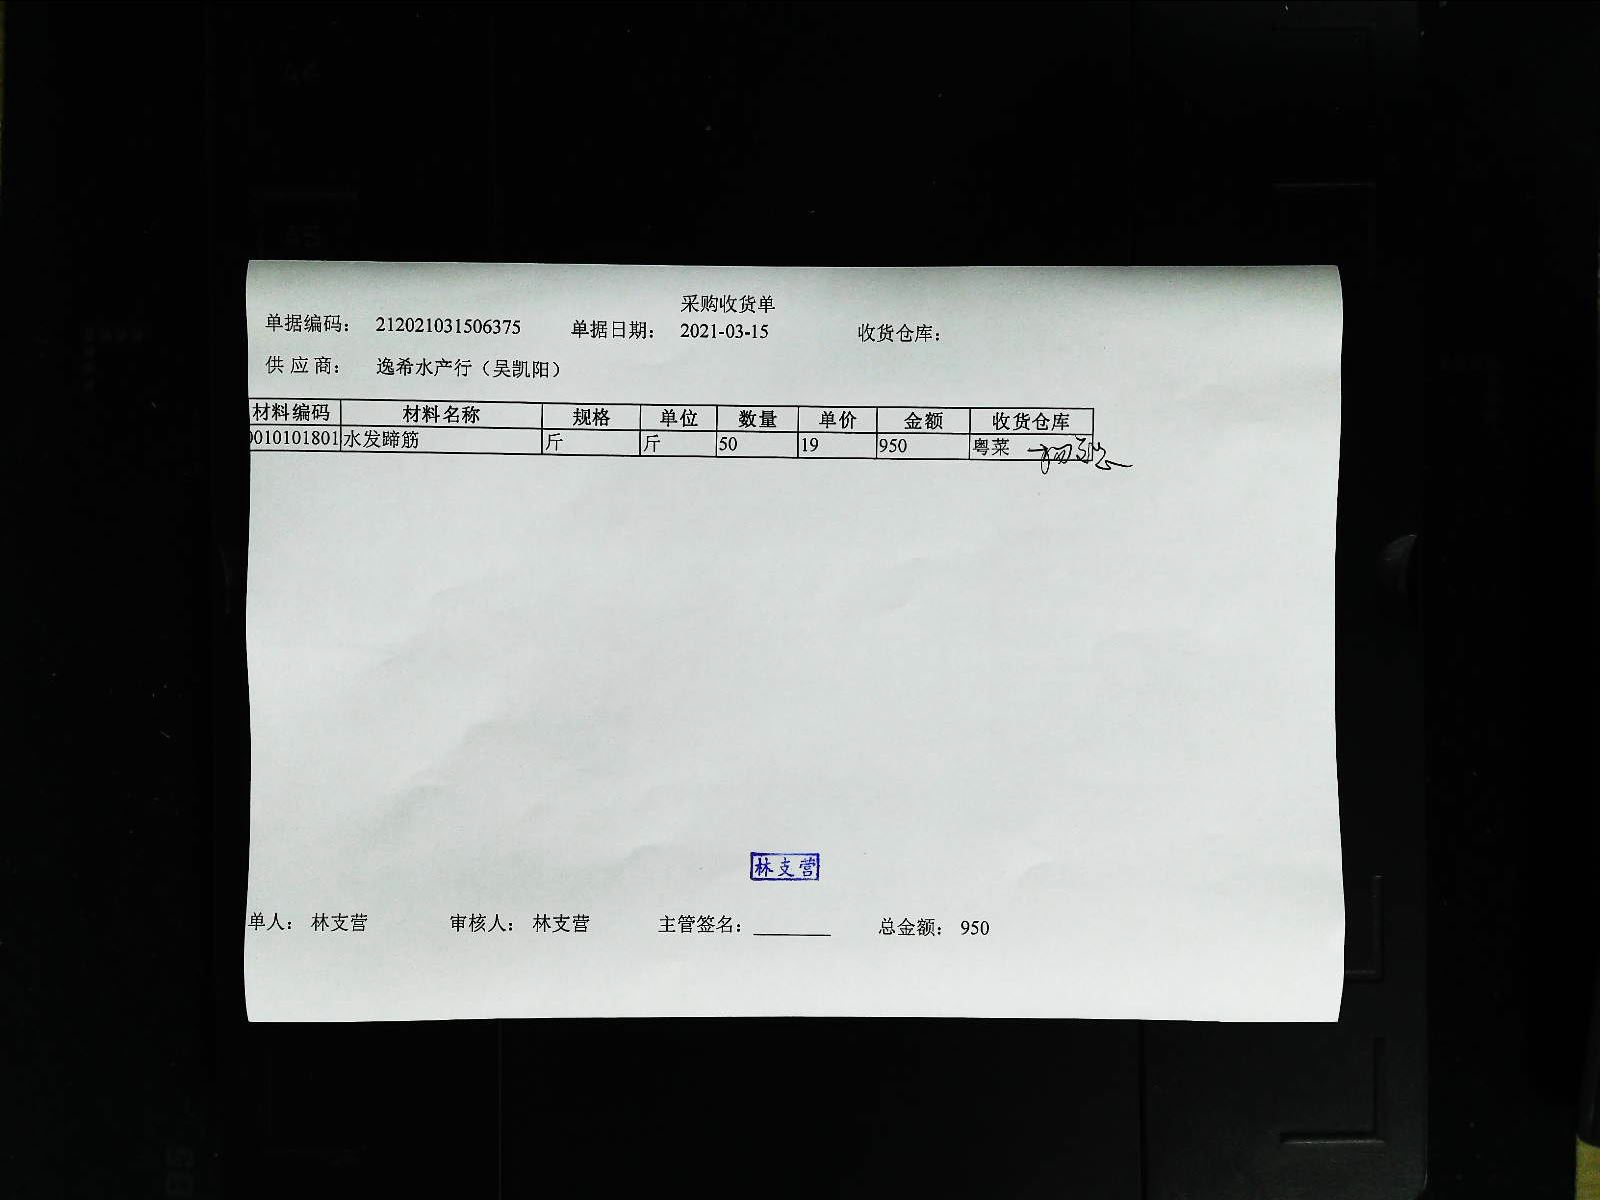 采购收货单
单据编码： 212021031506375 单据日期： 2021-03-15 收货仓库：
供应商： 逸希水产行（吴凯阳）
材料编码 材料名称 规格 单位 数量 单价 金额 收货仓库
0010101801 水发蹄筋 斤 斤 50 19 950 粤菜
林支营
单人： 林支营 审核人： 林支营 主管签名： 总金额： 950